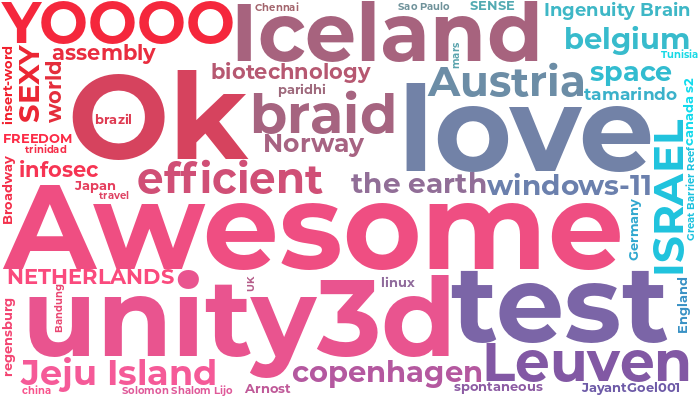 YOOOO
Chennai
Iceland
Sao Paulo
SENSE
Ingenuity Brain
belgium
Tunisia
insert-word
SEXY
world
assembly
biotechnology
paridhi
mars
Austria
space
tamarindo
Ok
brazil
braid
Norway
love
canada s2
Great Barrier Reef
ISRAEL
FREEDOM
trinidad
infosec
Broadway
Japan
travel
efficient
the earth
windows-11
Awesome
Germany
NETHERLANDS
unity3d
UK
linux
test
England
regensburg
Bandung
Jeju Island
copenhagen
Leuven
china
Solomon Shalom Lijo
Arnost
spontaneous
JayantGoel001